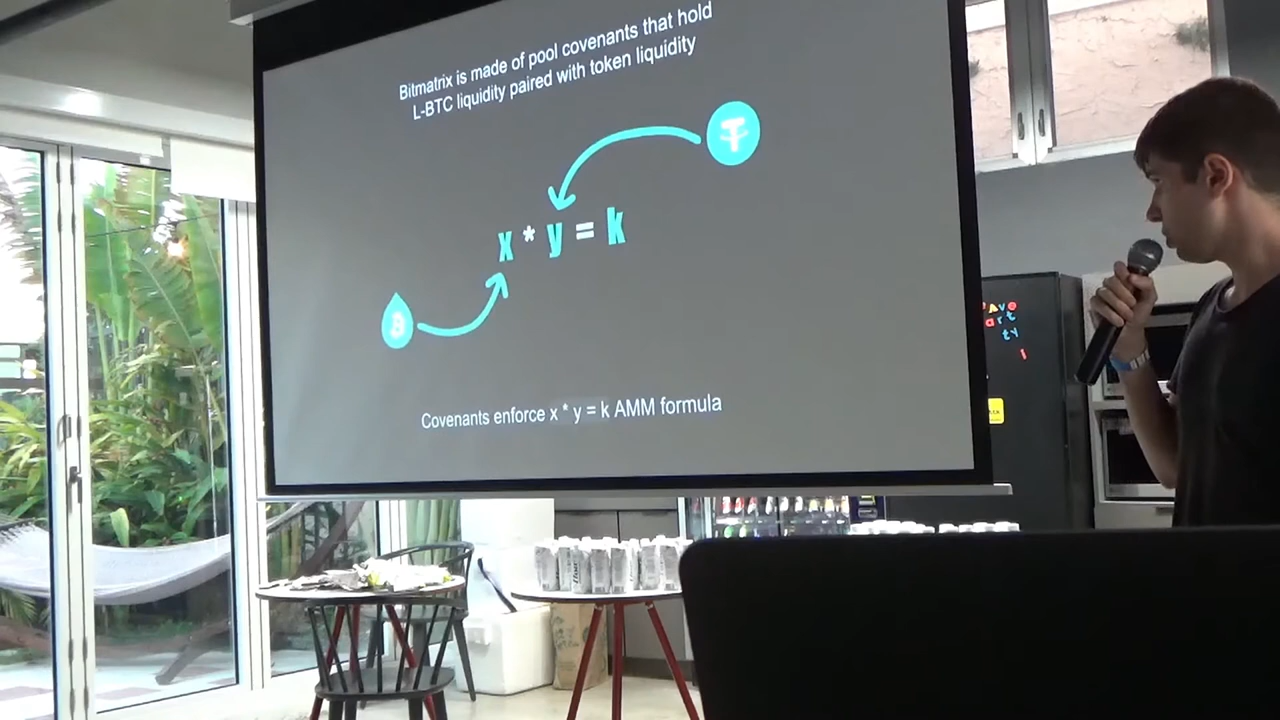 Bitmatrix is made of pool covenants that hold
L-BTC liquidity paired with token liquidity
x * y = k
Covenants enforce x * y = k AMM formula